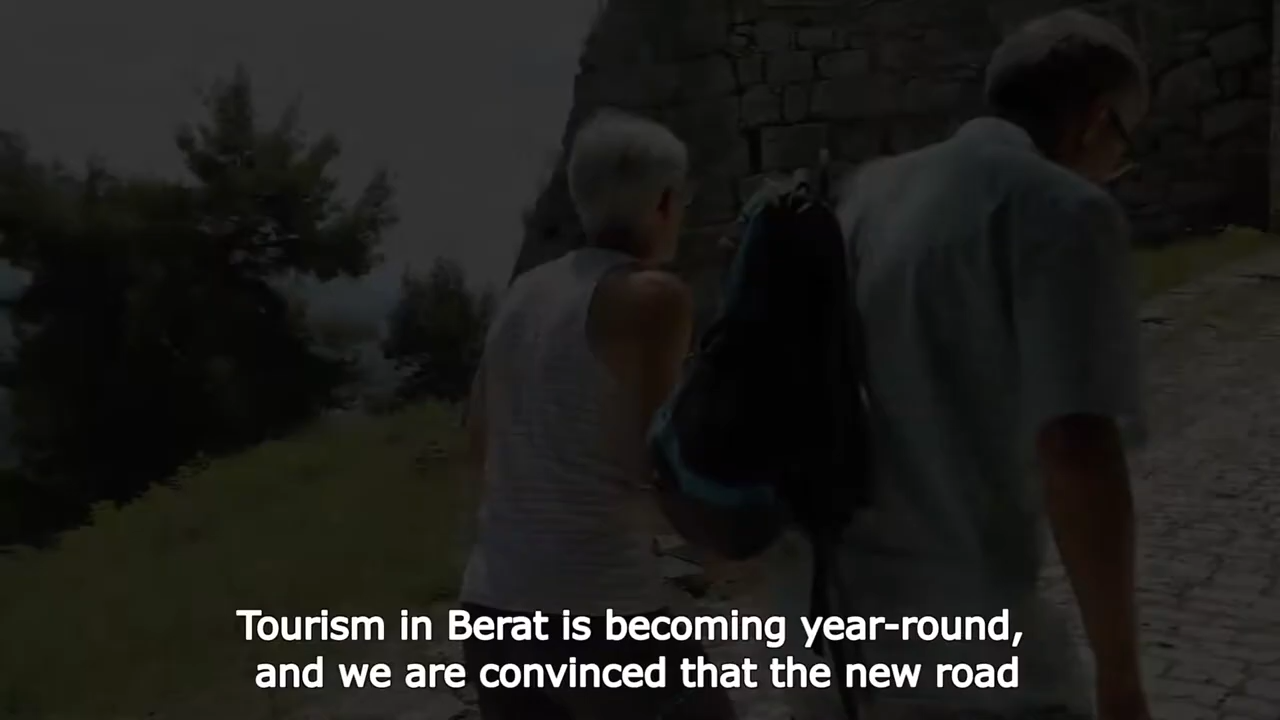 Tourism in Berat is becoming year-round,
and we are convinced that the new road